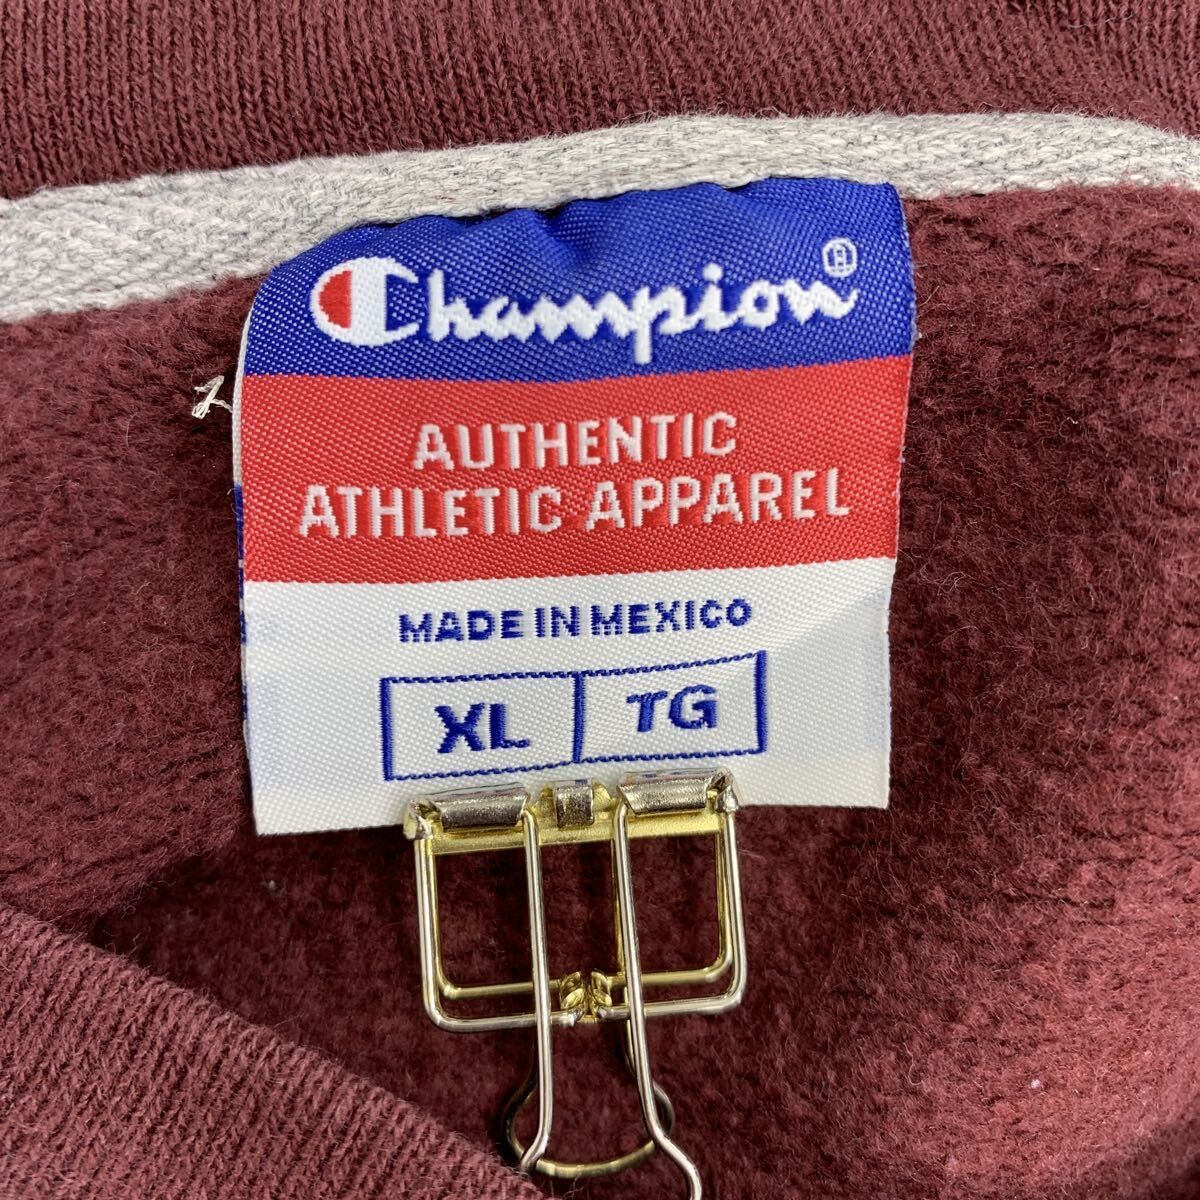 Champion®
AUTHENTIC
ATHLETIC APPAREL
MADE IN MEXICO
XL TG